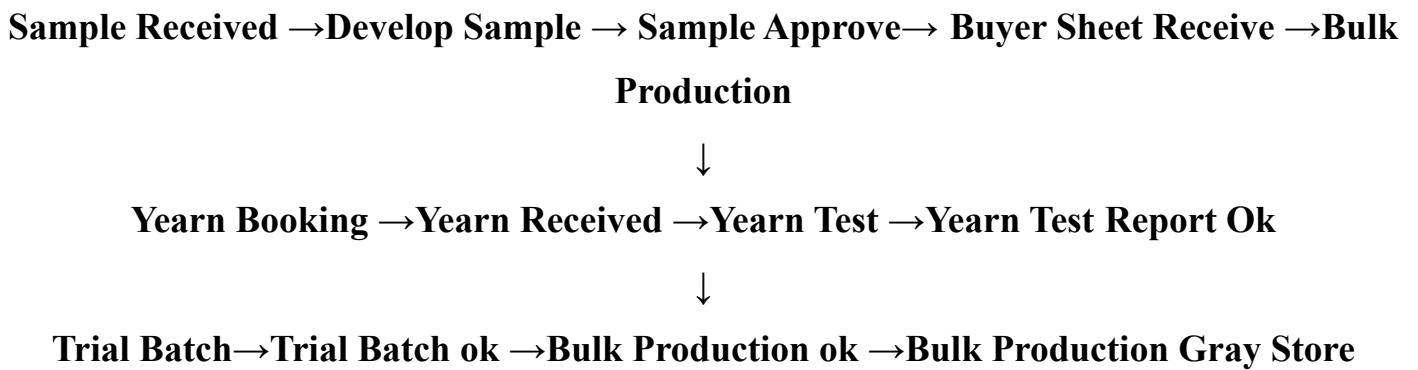 Sample Received →Develop Sample → Sample Approve→ Buyer Sheet Receive →Bulk
Production
↓
Yearn Booking →Yearn Received →Yearn Test →Yearn Test Report Ok
↓
Trial Batch→Trial Batch ok →Bulk Production ok →Bulk Production Gray Store